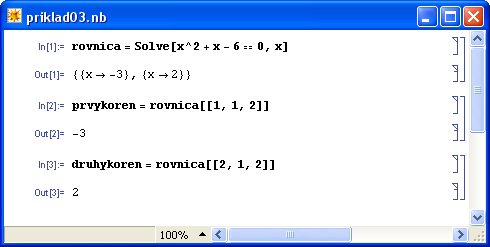 priklad03.nb
In[1]:= rovnica = Solve[x^2 + x - 6 == 0, x]
Out[1]= {{x → -3}, {x → 2}}
In[2]:= prvykoren = rovnica[[1, 1, 2]]
Out[2]= -3
In[3]:= druhykoren = rovnica[[2, 1, 2]]
Out[3]= 2
100%